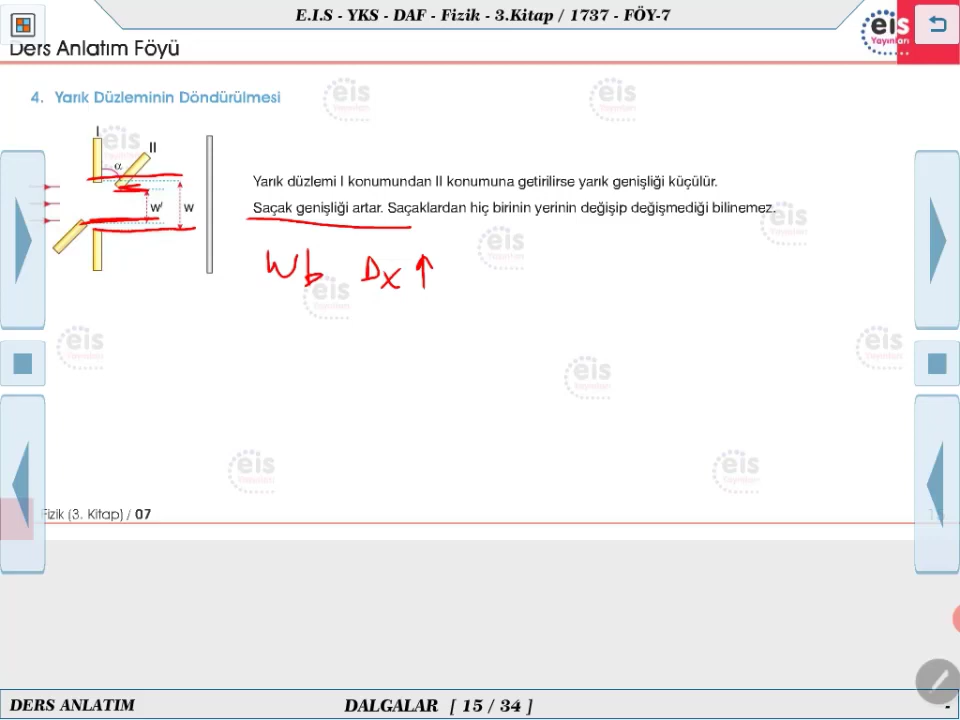 E.I.S - YKS - DAF - Fizik - 3.Kitap / 1737 - FÖY-7
eis
Yayınları
Ders Anlatım Föyü
4. Yarık Düzleminin Döndürülmesi
I
II
α
w'
w
Yarık düzlemi I konumundan II konumuna getirilirse yarık genişliği küçülür.
Saçak genişliği artar. Saçaklardan hiç birinin yerinin değişip değişmediği bilinemez.
Wb Dx ↑
Fizik (3. Kitap) / 07
DERS ANLATIM
DALGALAR [ 15 / 34 ]
-